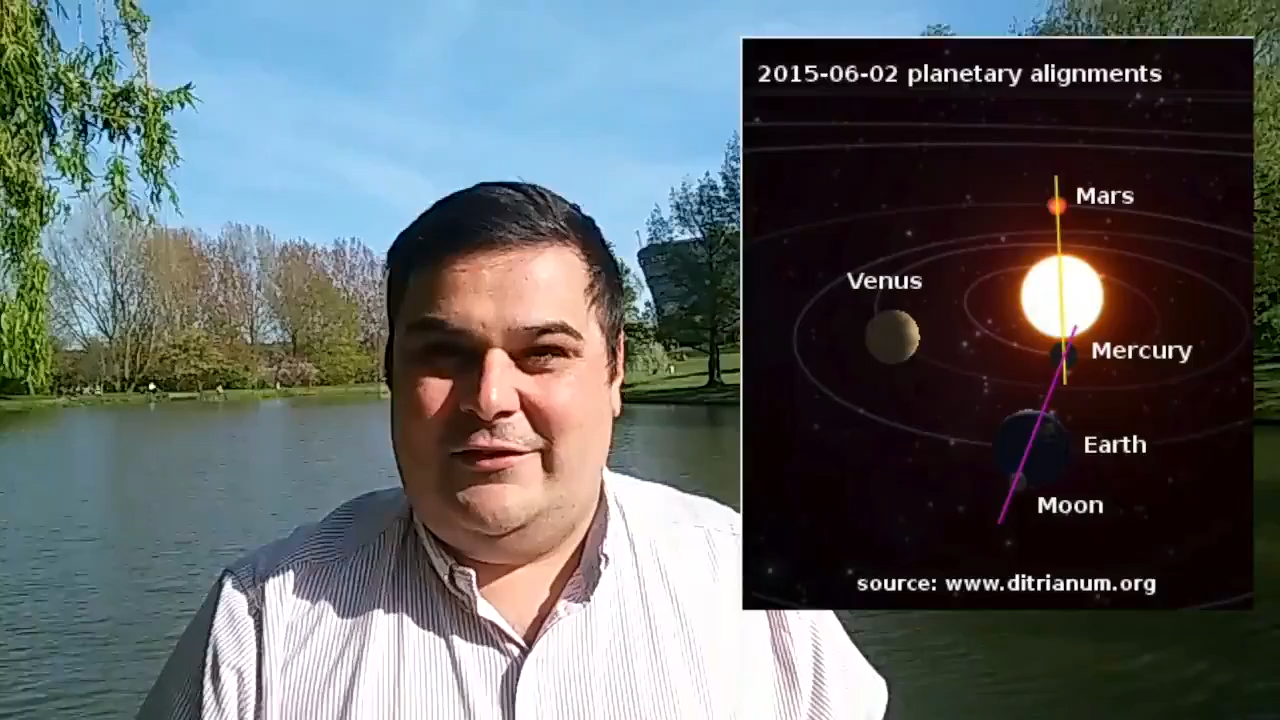 2015-06-02 planetary alignments
Mars
Venus
Mercury
Earth
Moon
source: www.ditrianum.org